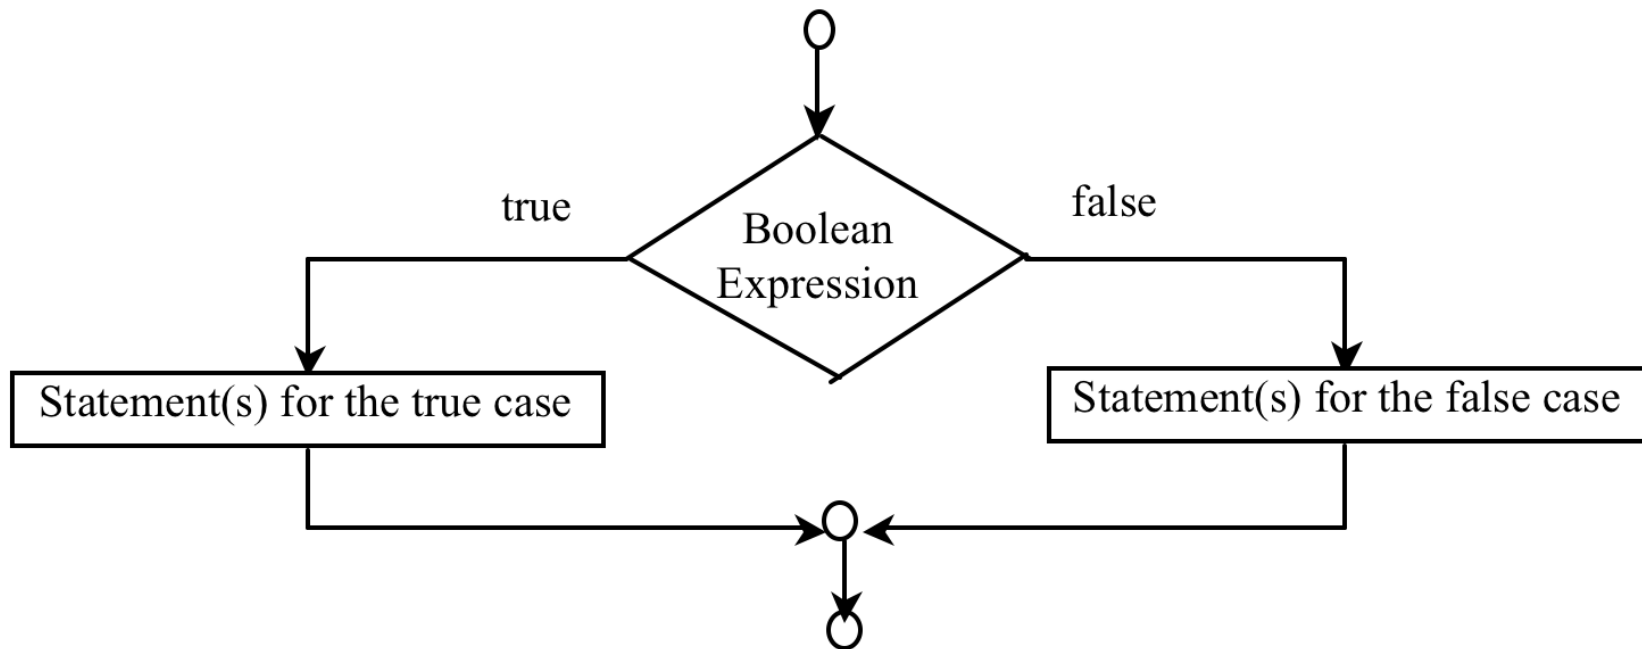 true
false
Boolean
Expression
Statement(s) for the true case
Statement(s) for the false case